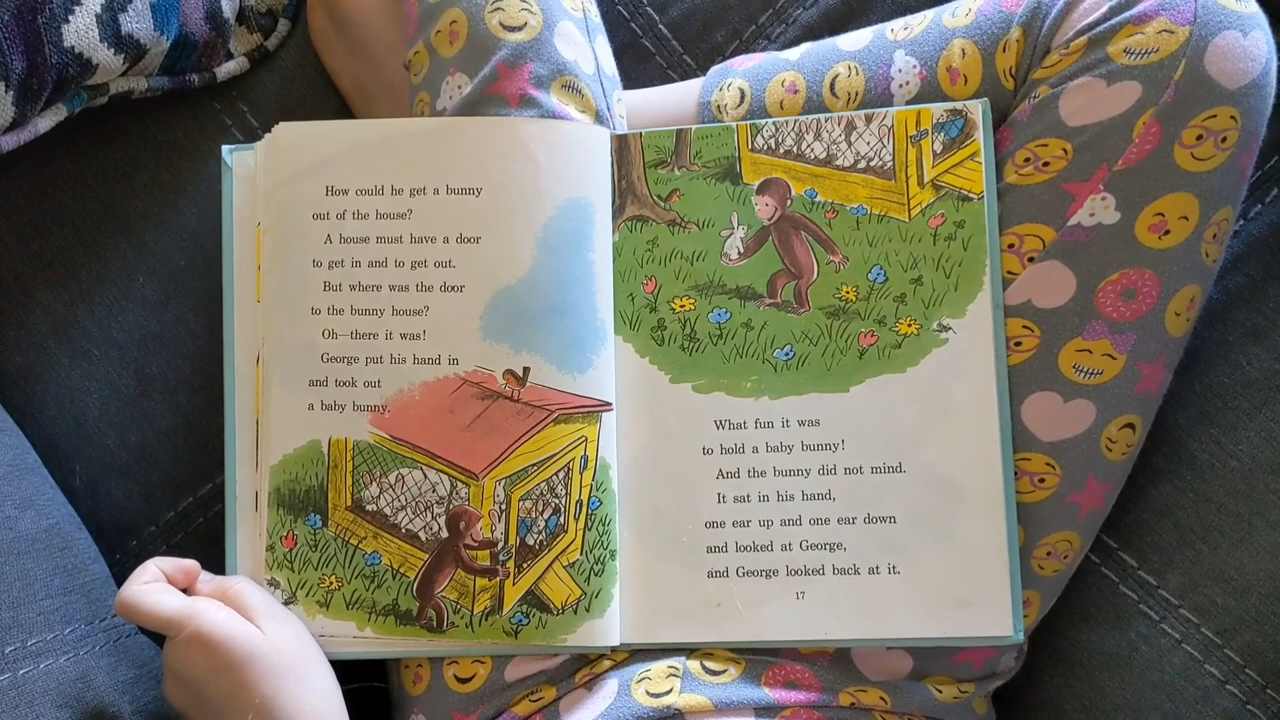 How could he get a bunny
out of the house?
A house must have a door
to get in and to get out.
But where was the door
to the bunny house?
Oh—there it was!
George put his hand in
and took out
a baby bunny.
What fun it was
to hold a baby bunny!
And the bunny did not mind.
It sat in his hand,
one ear up and one ear down
and looked at George,
and George looked back at it.
17